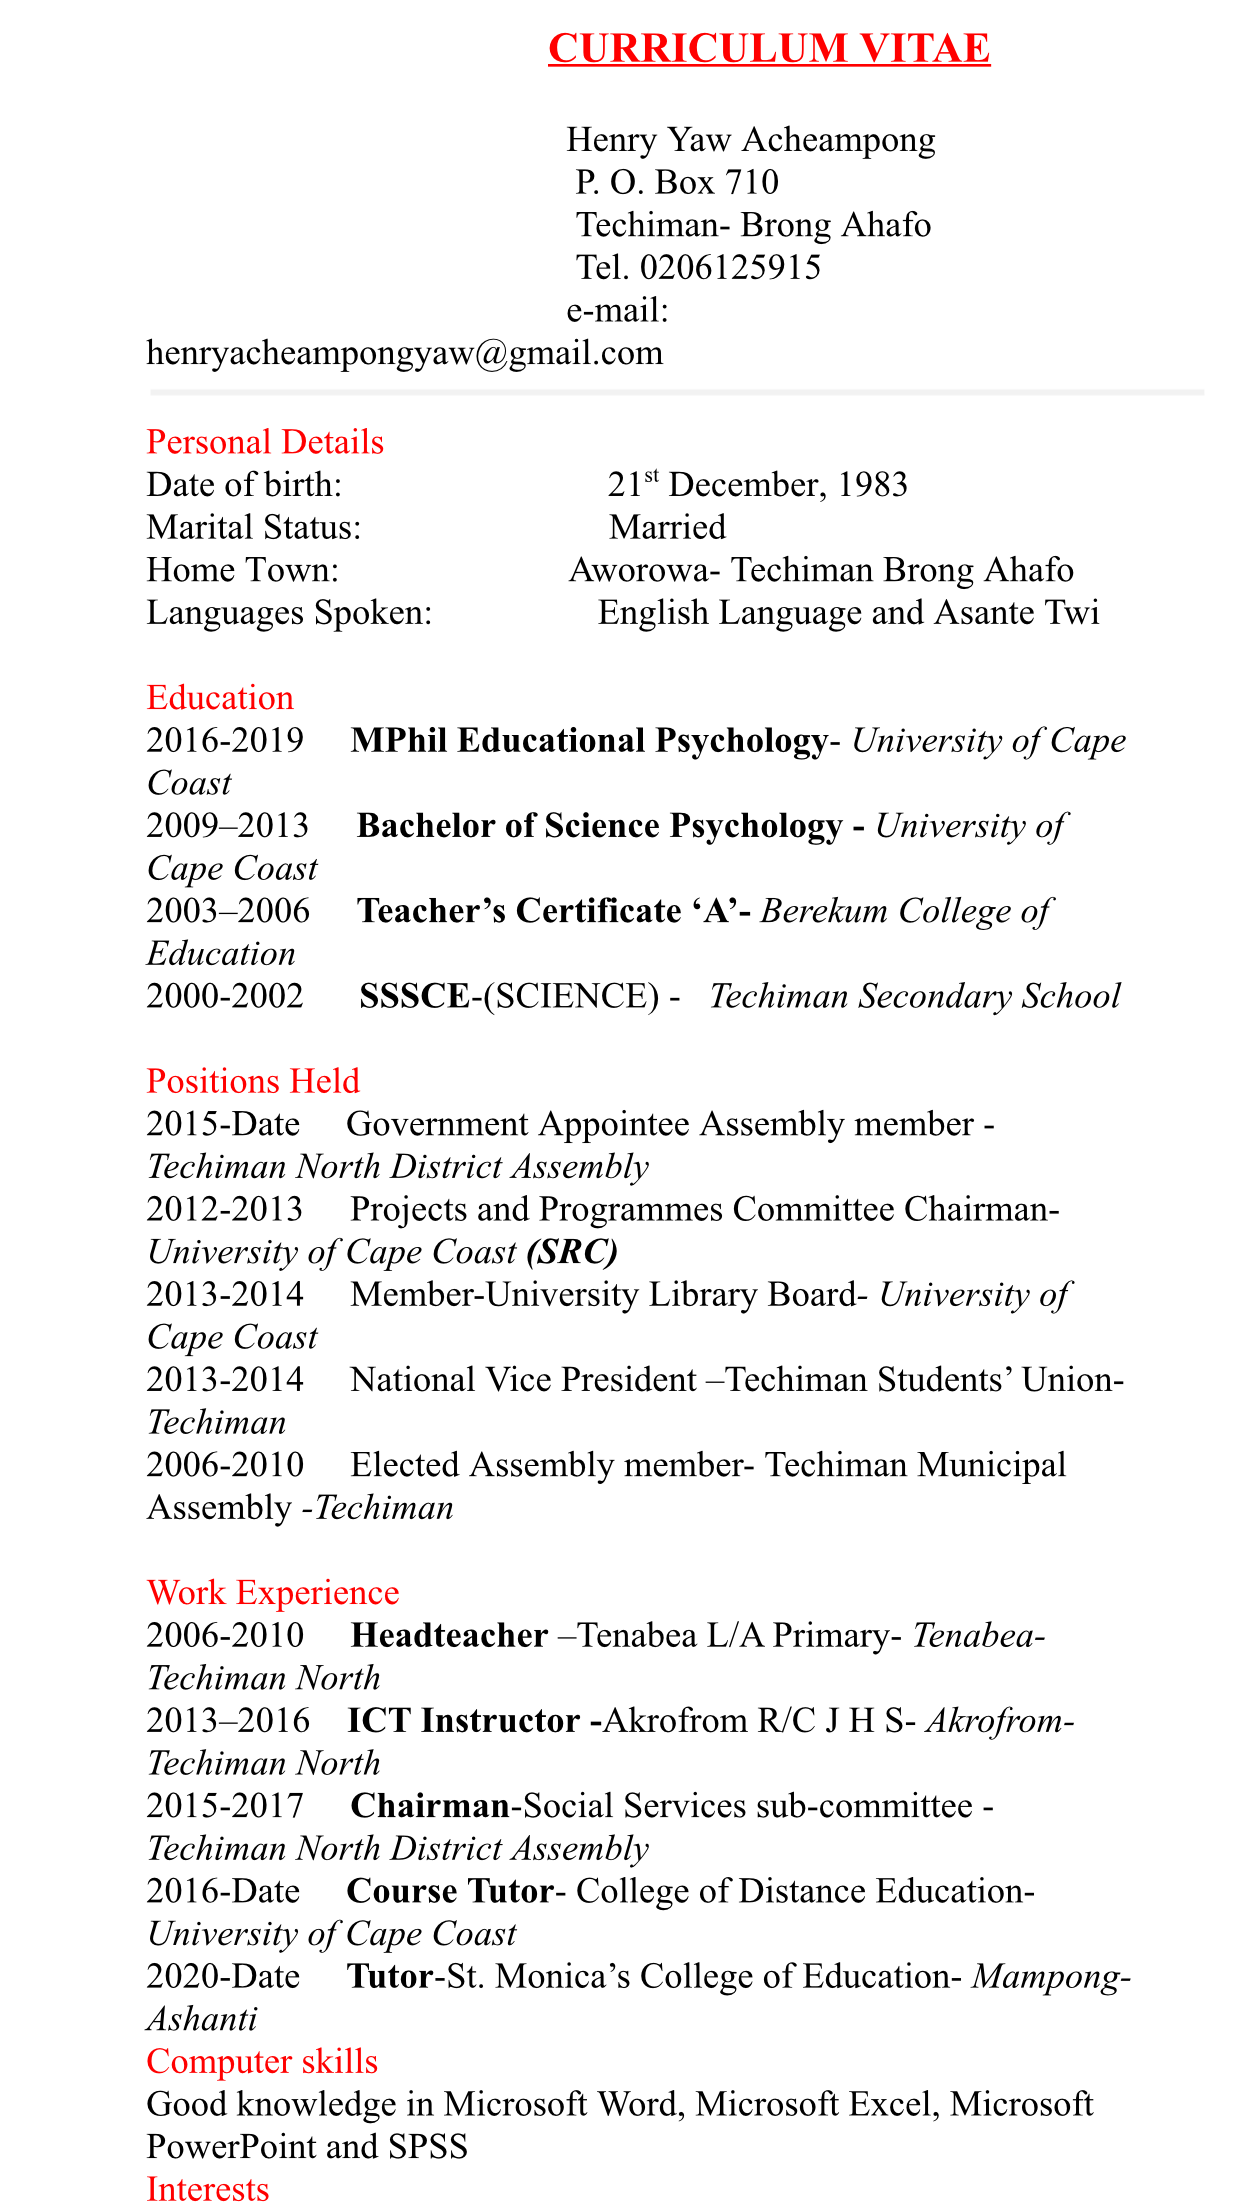 CURRICULUM VITAE
Henry Yaw Acheampong
P. O. Box 710
Techiman- Brong Ahafo
Tel. 0206125915
e-mail:
henryacheampongyaw@gmail.com
Personal Details
Date of birth: 21st December, 1983
Marital Status: Married
Home Town: Aworowa- Techiman Brong Ahafo
Languages Spoken: English Language and Asante Twi
Education
2016-2019 MPhil Educational Psychology- University of Cape
Coast
2009–2013 Bachelor of Science Psychology - University of
Cape Coast
2003–2006 Teacher’s Certificate ‘A’- Berekum College of
Education
2000-2002 SSSCE-(SCIENCE) - Techiman Secondary School
Positions Held
2015-Date Government Appointee Assembly member -
Techiman North District Assembly
2012-2013 Projects and Programmes Committee Chairman-
University of Cape Coast (SRC)
2013-2014 Member-University Library Board- University of
Cape Coast
2013-2014 National Vice President –Techiman Students’ Union-
Techiman
2006-2010 Elected Assembly member- Techiman Municipal
Assembly -Techiman
Work Experience
2006-2010 Headteacher –Tenabea L/A Primary- Tenabea-
Techiman North
2013–2016 ICT Instructor -Akrofrom R/C J H S- Akrofrom-
Techiman North
2015-2017 Chairman-Social Services sub-committee -
Techiman North District Assembly
2016-Date Course Tutor- College of Distance Education-
University of Cape Coast
2020-Date Tutor-St. Monica’s College of Education- Mampong-
Ashanti
Computer skills
Good knowledge in Microsoft Word, Microsoft Excel, Microsoft
PowerPoint and SPSS
Interests